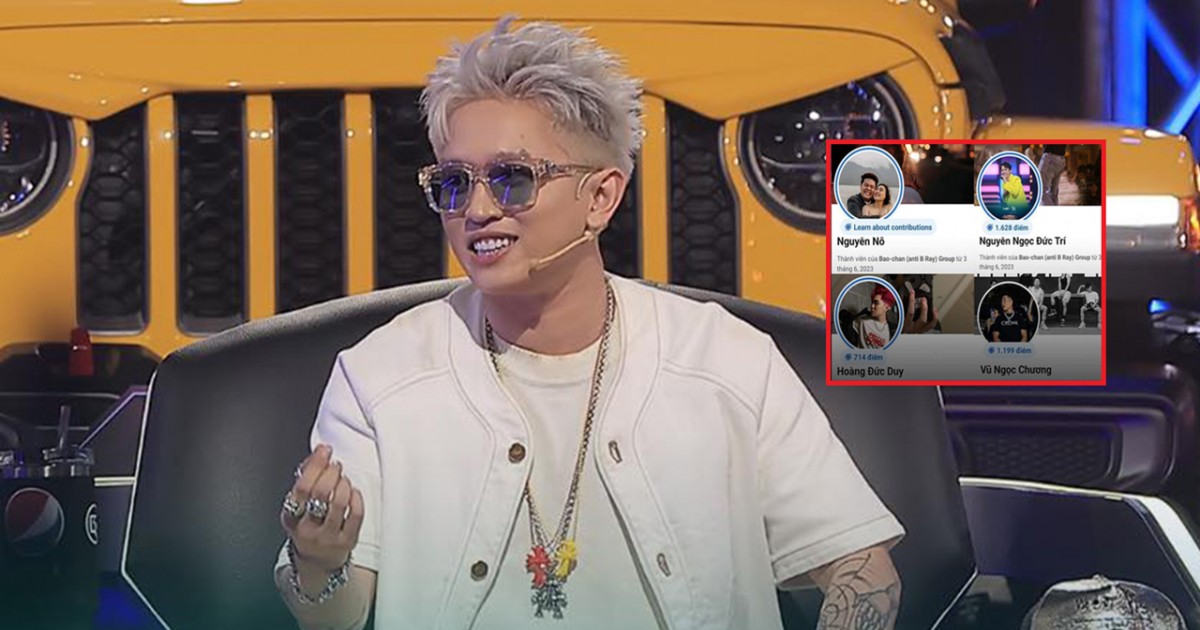 Learn about contributions
Nguyên Nô
Thành viên của Bao-chan (anti B Ray) Group từ 3
tháng 6, 2023
1.628 điểm
Nguyễn Ngọc Đức Trí
Thành viên của Bao-chan (anti B Ray) Group từ 3
tháng 6, 2023
714 điểm
Hoàng Đức Duy
1.199 điểm
Vũ Ngọc Chương